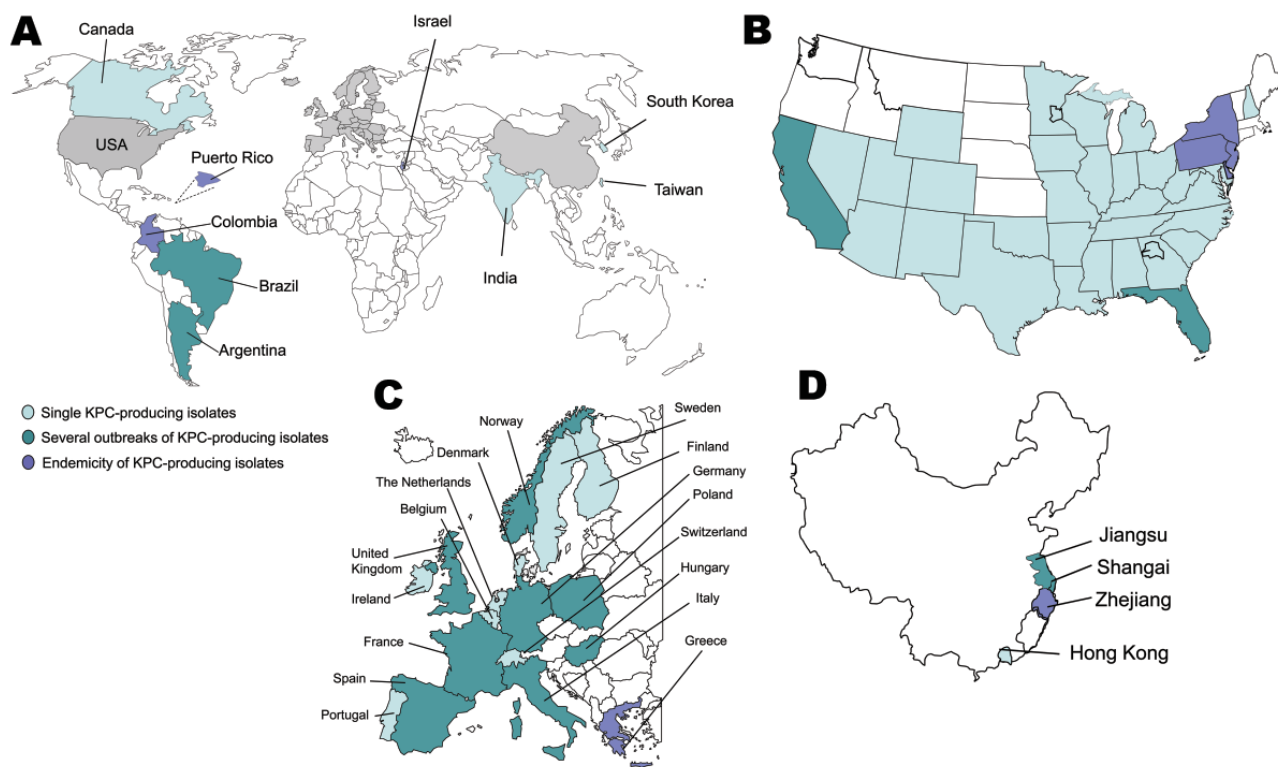 A
Canada
Israel
South Korea
USA
Puerto Rico
Taiwan
Colombia
India
Brazil
Argentina
Single KPC-producing isolates
Several outbreaks of KPC-producing isolates
Endemicity of KPC-producing isolates
B
C
Sweden
Norway
Finland
Denmark
Germany
The Netherlands
Poland
Belgium
Switzerland
United
Kingdom
Hungary
Ireland
Italy
France
Greece
Spain
Portugal
D
Jiangsu
Shangai
Zhejiang
Hong Kong